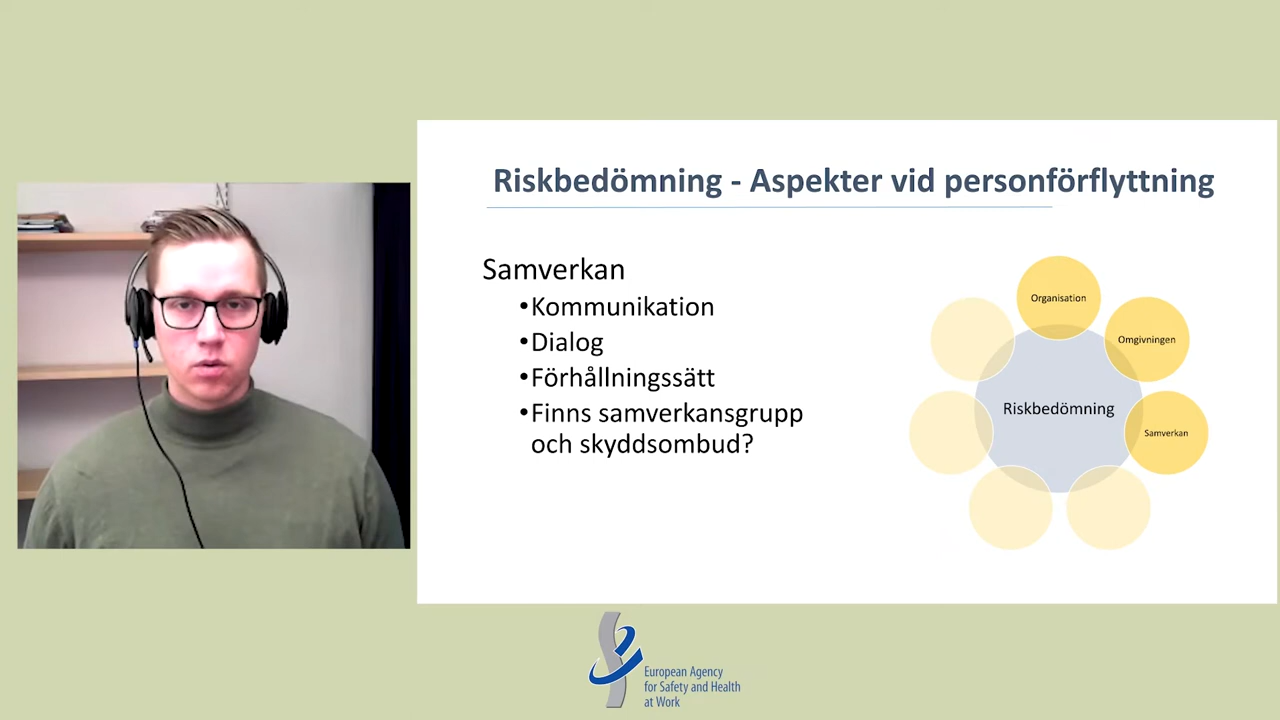 Riskbedömning - Aspekter vid personförflyttning
Samverkan
•Kommunikation
•Dialog
•Förhållningssätt
•Finns samverkansgrupp
och skyddsombud?
Organisation
Omgivningen
Riskbedömning
Samverkan
European Agency
for Safety and Health
at Work